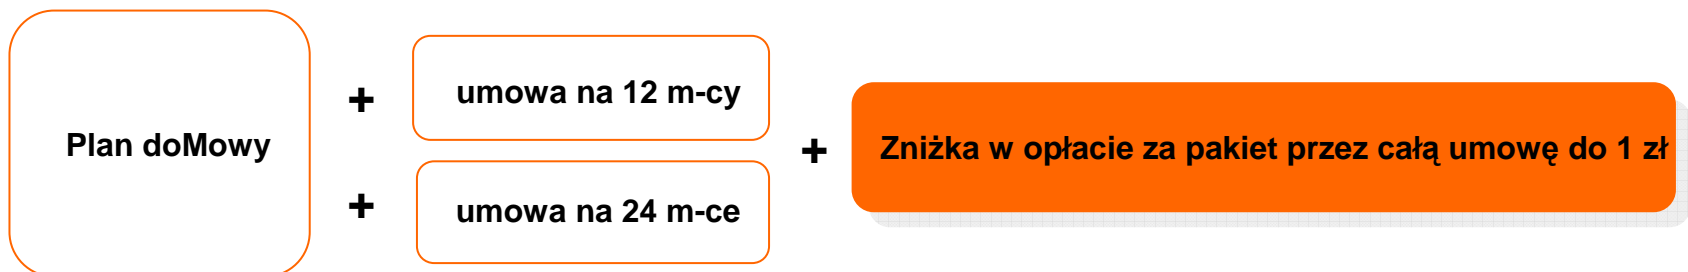 Plan doMowy
+
umowa na 12 m-cy
+
umowa na 24 m-ce
+
Zniżka w opłacie za pakiet przez całą umowę do 1 zł